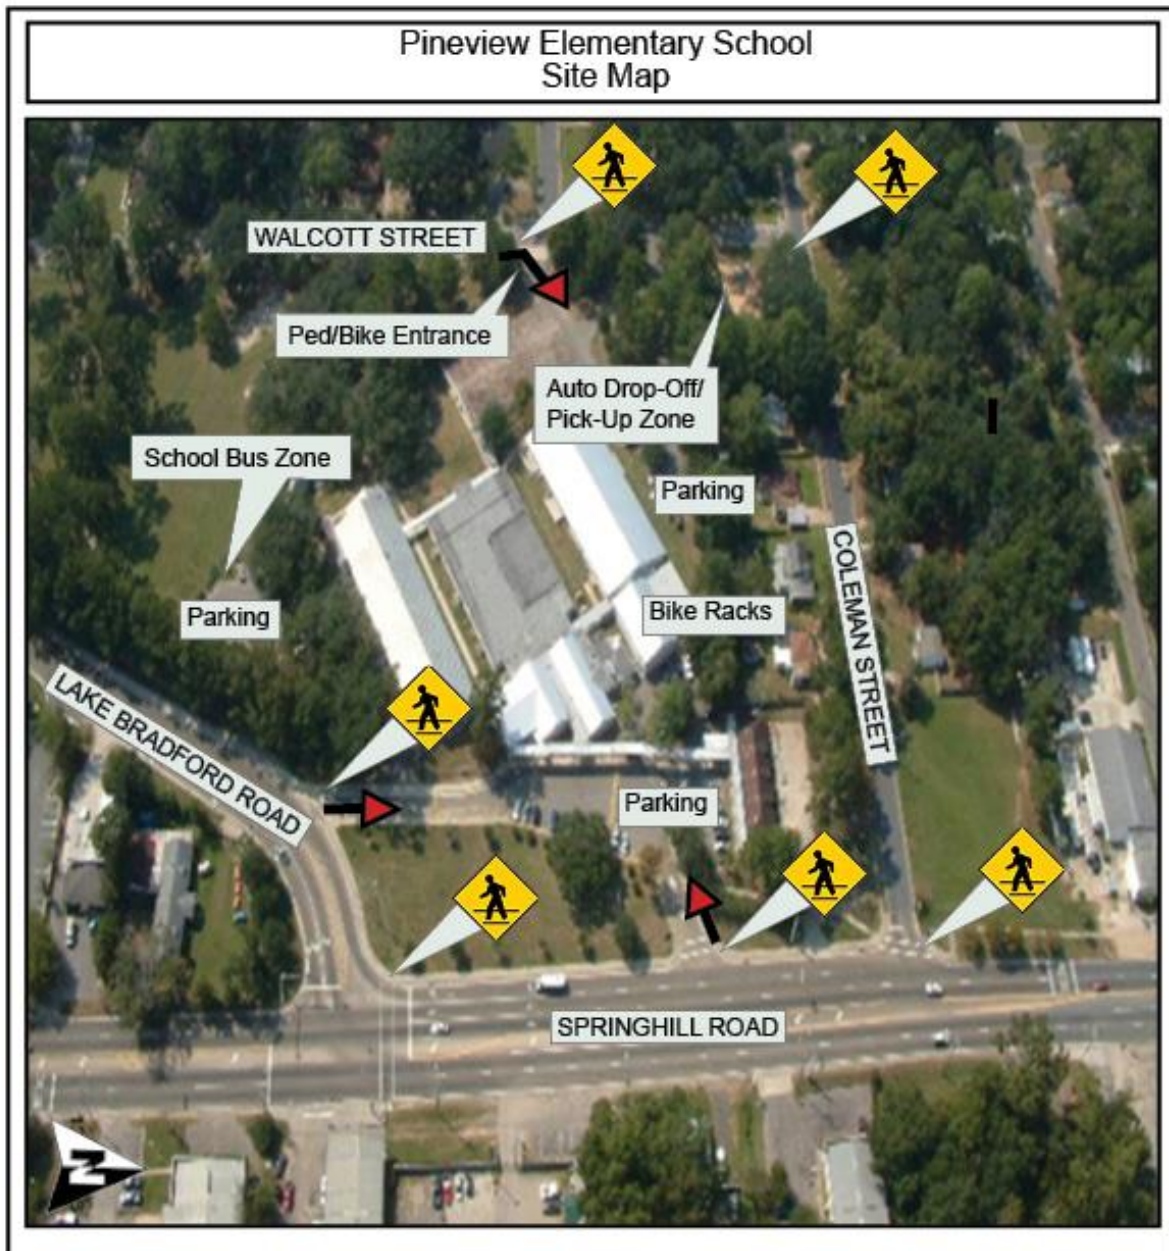 Pineview Elementary School
Site Map
WALCOTT STREET
Ped/Bike Entrance
Auto Drop-Off/
Pick-Up Zone
School Bus Zone
Parking
Parking
Bike Racks
COLEMAN STREET
LAKE BRADFORD ROAD
Parking
SPRINGHILL ROAD
N